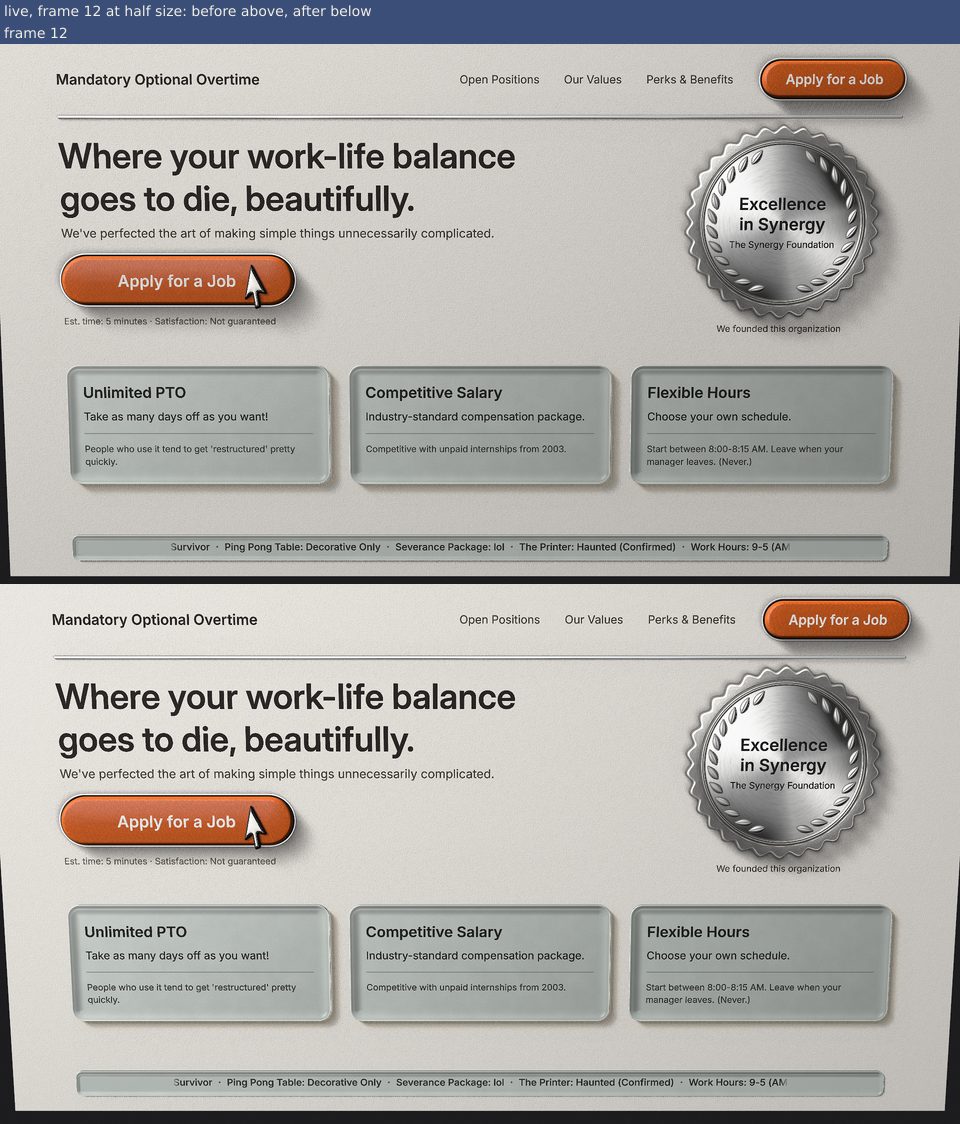 live, frame 12 at half size: before above, after below
frame 12
Mandatory Optional Overtime
Open Positions
Our Values
Perks & Benefits
Apply for a Job
Where your work-life balance
goes to die, beautifully.
We've perfected the art of making simple things unnecessarily complicated.
Apply for a Job
Est. time: 5 minutes · Satisfaction: Not guaranteed
Excellence
in Synergy
The Synergy Foundation
We founded this organization
Unlimited PTO
Take as many days off as you want!
People who use it tend to get 'restructured' pretty
quickly.
Competitive Salary
Industry-standard compensation package.
Competitive with unpaid internships from 2003.
Flexible Hours
Choose your own schedule.
Start between 8:00-8:15 AM. Leave when your
manager leaves. (Never.)
Survivor · Ping Pong Table: Decorative Only · Severance Package: lol · The Printer: Haunted (Confirmed) · Work Hours: 9-5 (AM
Mandatory Optional Overtime
Open Positions
Our Values
Perks & Benefits
Apply for a Job
Where your work-life balance
goes to die, beautifully.
We've perfected the art of making simple things unnecessarily complicated.
Apply for a Job
Est. time: 5 minutes · Satisfaction: Not guaranteed
Excellence
in Synergy
The Synergy Foundation
We founded this organization
Unlimited PTO
Take as many days off as you want!
People who use it tend to get 'restructured' pretty
quickly.
Competitive Salary
Industry-standard compensation package.
Competitive with unpaid internships from 2003.
Flexible Hours
Choose your own schedule.
Start between 8:00-8:15 AM. Leave when your
manager leaves. (Never.)
Survivor · Ping Pong Table: Decorative Only · Severance Package: lol · The Printer: Haunted (Confirmed) · Work Hours: 9-5 (AM